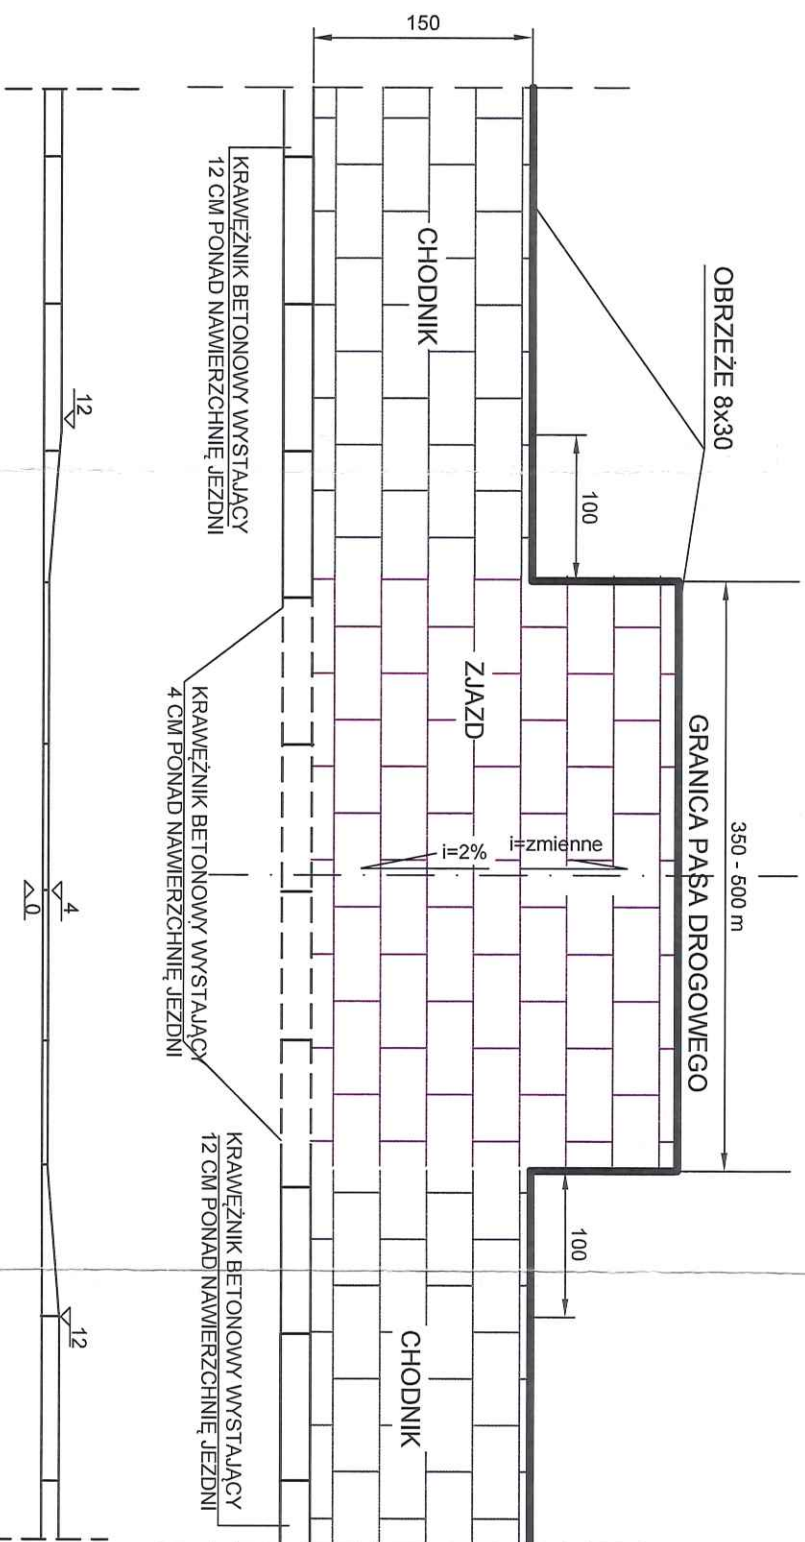 150
OBRZEŻE 8x30
100
350 - 500 m
GRANICA PASA DROGOWEGO
100
CHODNIK
ZJAZD
i=2%
i=zmienne
CHODNIK
KRAWĘŻNIK BETONOWY WYSTAJĄCY
12 CM PONAD NAWIERZCHNIĘ JEZDNI
KRAWĘŻNIK BETONOWY WYSTAJĄCY
4 CM PONAD NAWIERZCHNIĘ JEZDNI
KRAWĘŻNIK BETONOWY WYSTAJĄCY
12 CM PONAD NAWIERZCHNIĘ JEZDNI
12
4
0
12